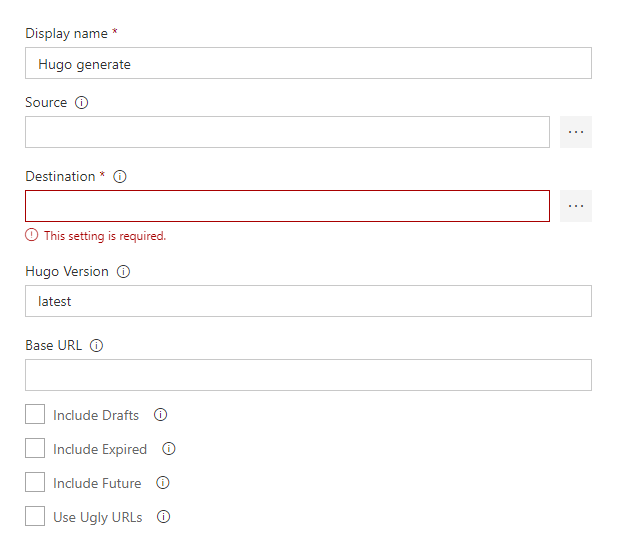 Display name *
Hugo generate
Source
...
Destination *
...
This setting is required.
Hugo Version
latest
Base URL
Include Drafts
Include Expired
Include Future
Use Ugly URLs